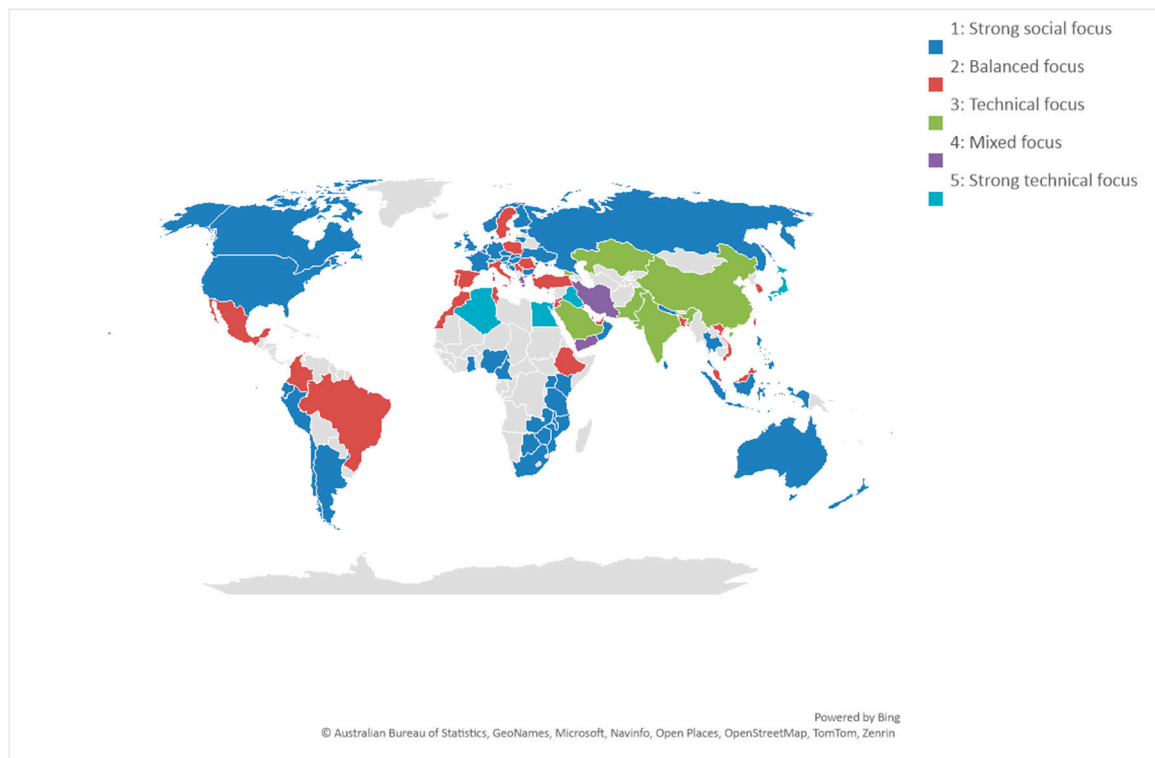 1: Strong social focus
2: Balanced focus
3: Technical focus
4: Mixed focus
5: Strong technical focus
Powered by Bing
© Australian Bureau of Statistics, GeoNames, Microsoft, Navinfo, Open Places, OpenStreetMap, TomTom, Zenrin